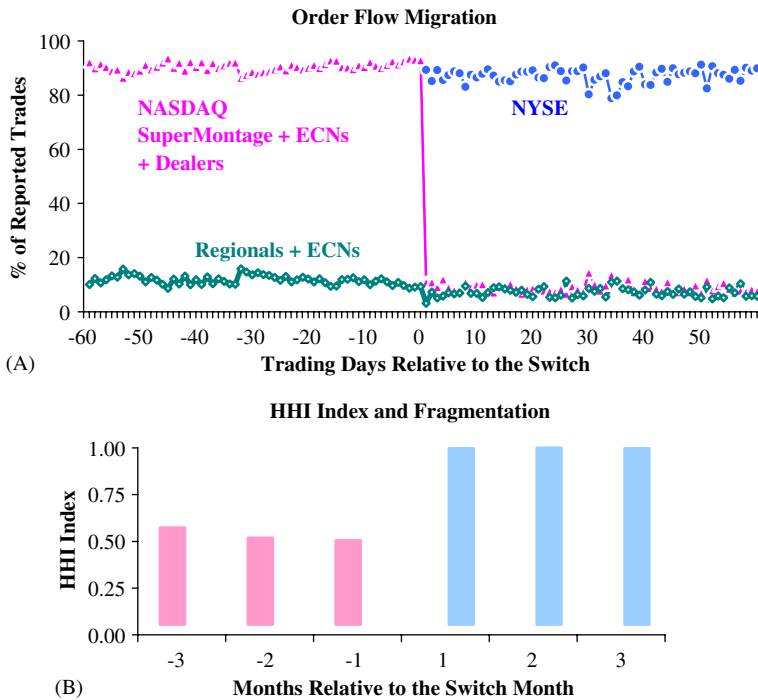 Order Flow Migration
% of Reported Trades
100
80
60
40
20
0
NASDAQ
SuperMontage + ECNs
+ Dealers
NYSE
Regionals + ECNs
-60 -50 -40 -30 -20 -10 0 10 20 30 40 50
(A) Trading Days Relative to the Switch
HHI Index and Fragmentation
HHI Index
1.00
0.75
0.50
0.25
0.00
-3 -2 -1 1 2 3
(B) Months Relative to the Switch Month